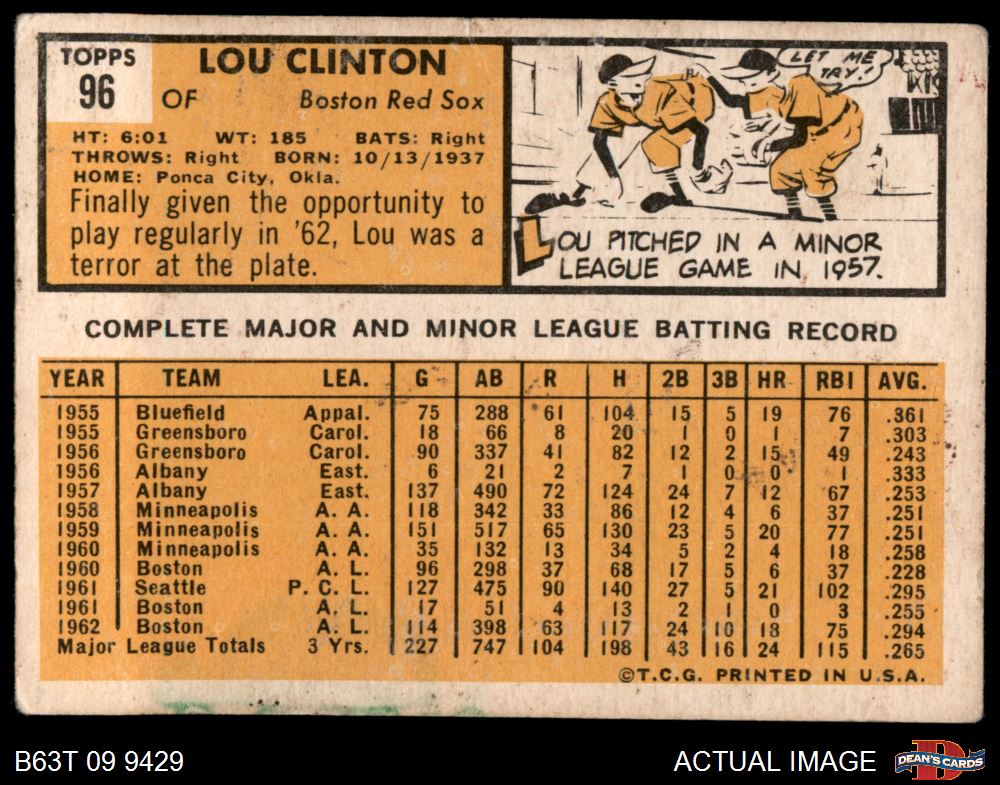 TOPPS
96
LOU CLINTON
OF Boston Red Sox
HT: 6:01 WT: 185 BATS: Right
THROWS: Right BORN: 10/13/1937
HOME: Ponca City, Okla.
Finally given the opportunity to
play regularly in '62, Lou was a
terror at the plate.
LET ME
TRY!
LOU PITCHED IN A MINOR
LEAGUE GAME IN 1957.
COMPLETE MAJOR AND MINOR LEAGUE BATTING RECORD
YEAR TEAM LEA. G AB R H 2B 3B HR RBI AVG.
1955 Bluefield Appal. 75 288 61 104 15 5 19 76 .361
1955 Greensboro Carol. 18 66 8 20 1 0 1 7 .303
1956 Greensboro Carol. 90 337 41 82 12 2 15 49 .243
1956 Albany East. 6 21 2 7 1 0 0 1 .333
1957 Albany East. 137 490 72 124 24 7 12 67 .253
1958 Minneapolis A. A. 118 342 33 86 12 4 6 37 .251
1959 Minneapolis A. A. 151 517 65 130 23 5 20 77 .251
1960 Minneapolis A. A. 35 132 13 34 5 2 4 18 .258
1960 Boston A. L. 96 298 37 68 17 5 6 37 .228
1961 Seattle P. C. L. 127 475 90 140 27 5 21 102 .295
1961 Boston A. L. 17 51 4 13 2 1 0 3 .255
1962 Boston A. L. 114 398 63 117 24 10 18 75 .294
Major League Totals 3 Yrs. 227 747 104 198 43 16 24 115 .265
©T.C.G. PRINTED IN U.S.A.
B63T 09 9429
ACTUAL IMAGE
DEAN'S CARDS